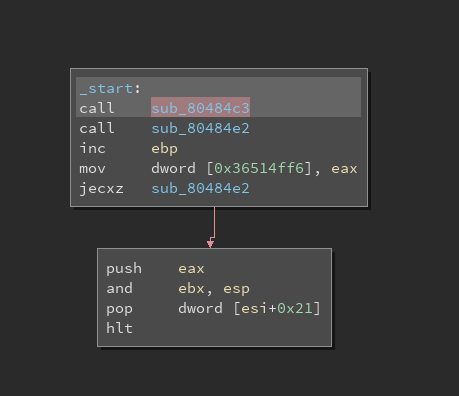 _start:
call    sub_80484c3
call    sub_80484e2
inc     ebp
mov     dword [0x36514ff6], eax
jecxz   sub_80484e2
push    eax
and     ebx, esp
pop     dword [esi+0x21]
hlt